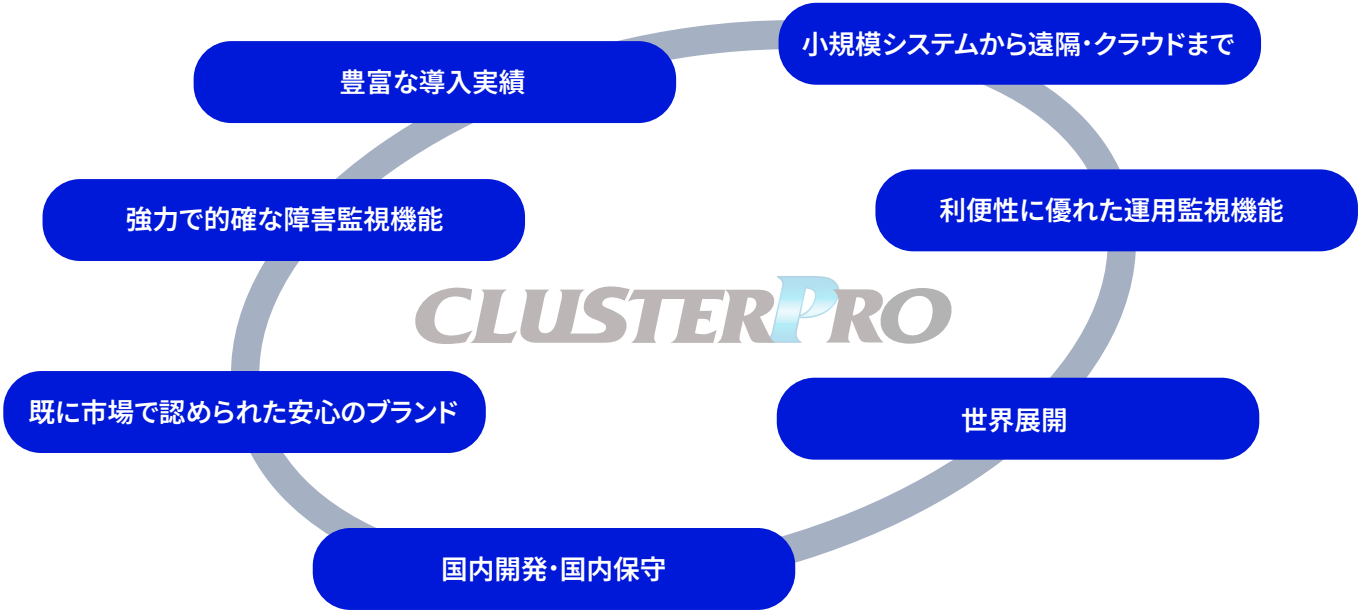 小規模システムから遠隔・クラウドまで
豊富な導入実績
利便性に優れた運用監視機能
強力で的確な障害監視機能
CLUSTERPRO
既に市場で認められた安心のブランド
世界展開
国内開発・国内保守